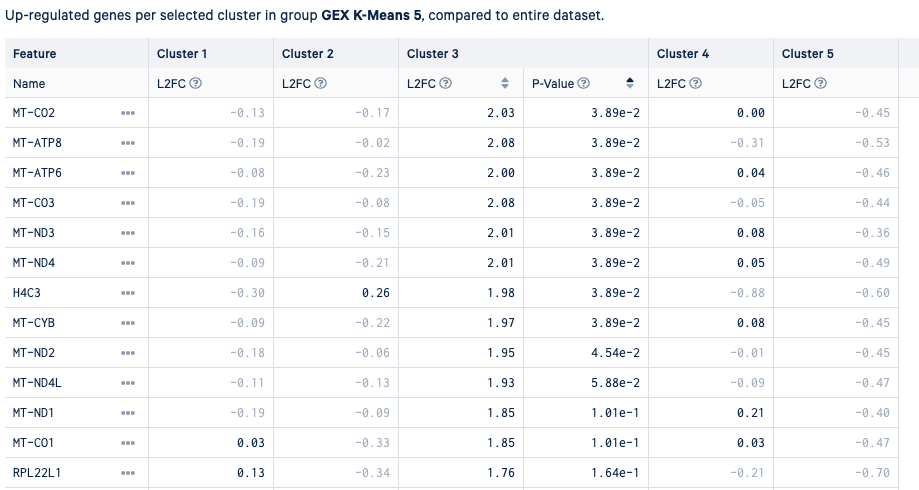 Up-regulated genes per selected cluster in group GEX K-Means 5, compared to entire dataset.
Feature Cluster 1 Cluster 2 Cluster 3 Cluster 4 Cluster 5
Name L2FC ? L2FC ? L2FC ? P-Value ? L2FC ? L2FC ?
MT-CO2 ••• -0.13 -0.17 2.03 3.89e-2 0.00 -0.45
MT-ATP8 ••• -0.19 -0.02 2.08 3.89e-2 -0.31 -0.53
MT-ATP6 ••• -0.08 -0.23 2.00 3.89e-2 0.04 -0.46
MT-CO3 ••• -0.19 -0.08 2.08 3.89e-2 -0.05 -0.44
MT-ND3 ••• -0.16 -0.15 2.01 3.89e-2 0.08 -0.36
MT-ND4 ••• -0.09 -0.21 2.01 3.89e-2 0.05 -0.49
H4C3 ••• -0.30 0.26 1.98 3.89e-2 -0.88 -0.60
MT-CYB ••• -0.09 -0.22 1.97 3.89e-2 0.08 -0.45
MT-ND2 ••• -0.18 -0.06 1.95 4.54e-2 -0.01 -0.45
MT-ND4L ••• -0.11 -0.13 1.93 5.88e-2 -0.09 -0.47
MT-ND1 ••• -0.19 -0.09 1.85 1.01e-1 0.21 -0.40
MT-CO1 ••• 0.03 -0.33 1.85 1.01e-1 0.03 -0.47
RPL22L1 ••• 0.13 -0.34 1.76 1.64e-1 -0.21 -0.70